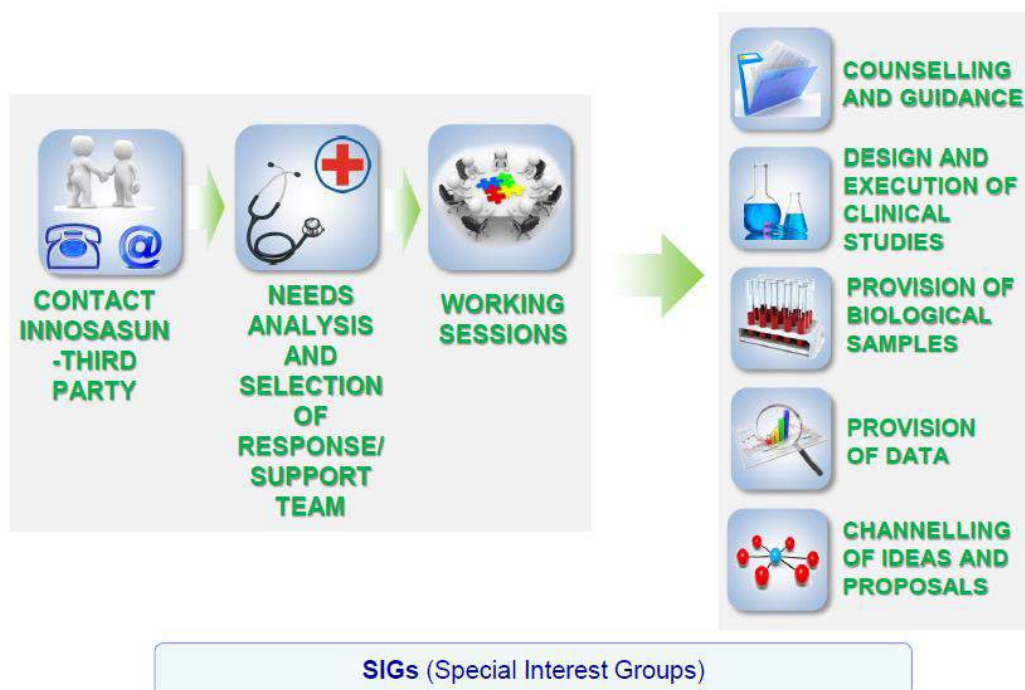 CONTACT
INNOSASUN
-THIRD
PARTY
NEEDS
ANALYSIS
AND
SELECTION
OF
RESPONSE/
SUPPORT
TEAM
WORKING
SESSIONS
COUNSELLING
AND GUIDANCE
DESIGN AND
EXECUTION OF
CLINICAL
STUDIES
PROVISION OF
BIOLOGICAL
SAMPLES
PROVISION
OF DATA
CHANNELLING
OF IDEAS AND
PROPOSALS
SIGs (Special Interest Groups)